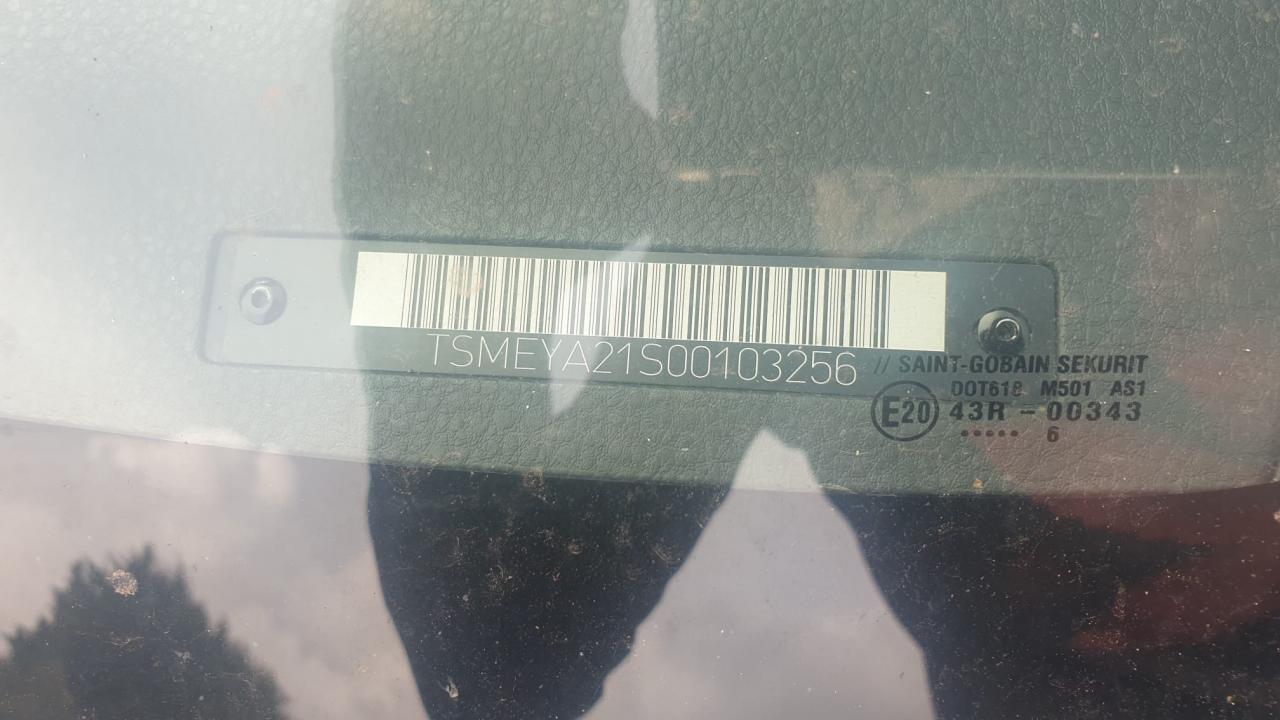 TSMEYA21S00103256
// SAINT-GOBAIN SEKURIT
DOT618 M501 AS1
E20 43R - 00343
••••• 6